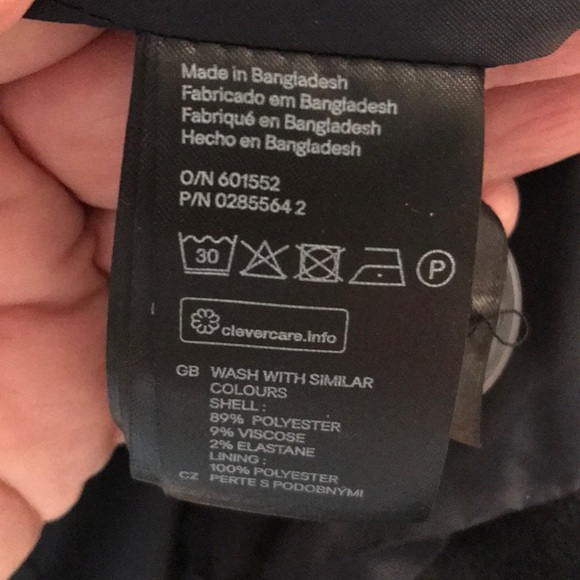 Made in Bangladesh
Fabricado em Bangladesh
Fabriqué en Bangladesh
Hecho en Bangladesh
O/N 601552
P/N 0285564 2
30
P
clevercare.info
GB WASH WITH SIMILAR
COLOURS
SHELL :
89% POLYESTER
9% VISCOSE
2% ELASTANE
LINING :
100% POLYESTER
CZ PERTE S PODOBNÝMI